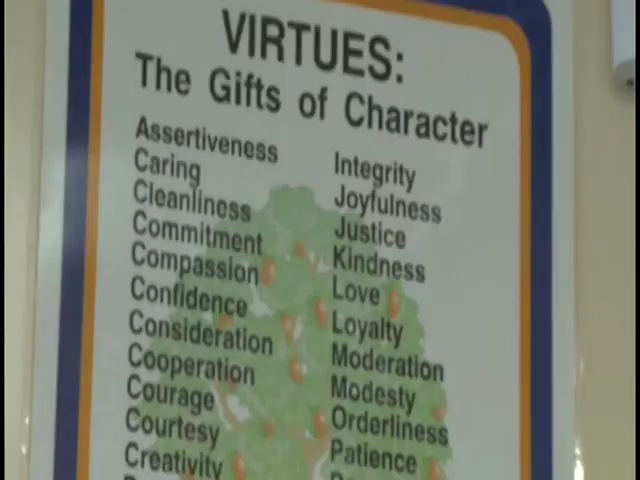 VIRTUES:
The Gifts of Character
Assertiveness
Caring
Cleanliness
Commitment
Compassion
Confidence
Consideration
Cooperation
Courage
Courtesy
Creativity
Integrity
Joyfulness
Justice
Kindness
Love
Loyalty
Moderation
Modesty
Orderliness
Patience